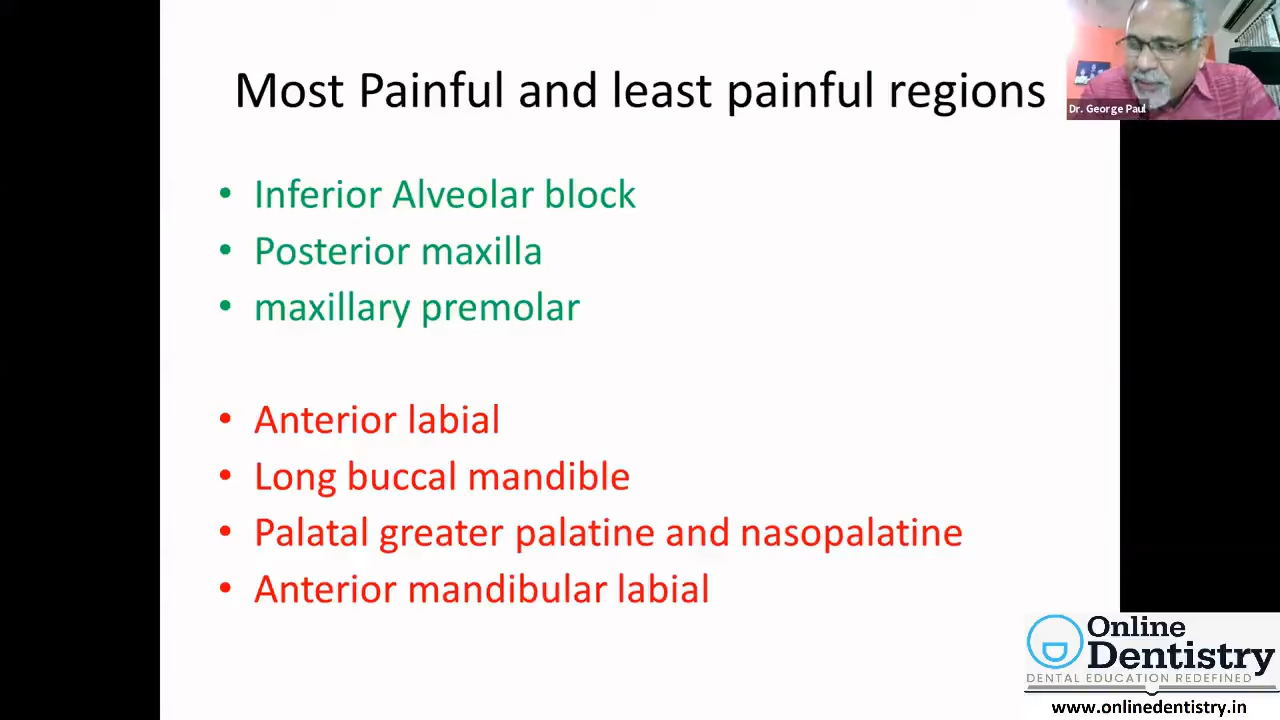 Most Painful and least painful regions
Dr. George Paul
• Inferior Alveolar block
• Posterior maxilla
• maxillary premolar
• Anterior labial
• Long buccal mandible
• Palatal greater palatine and nasopalatine
• Anterior mandibular labial
Online
Dentistry
DENTAL EDUCATION REDEFINED
www.onlinedentistry.in